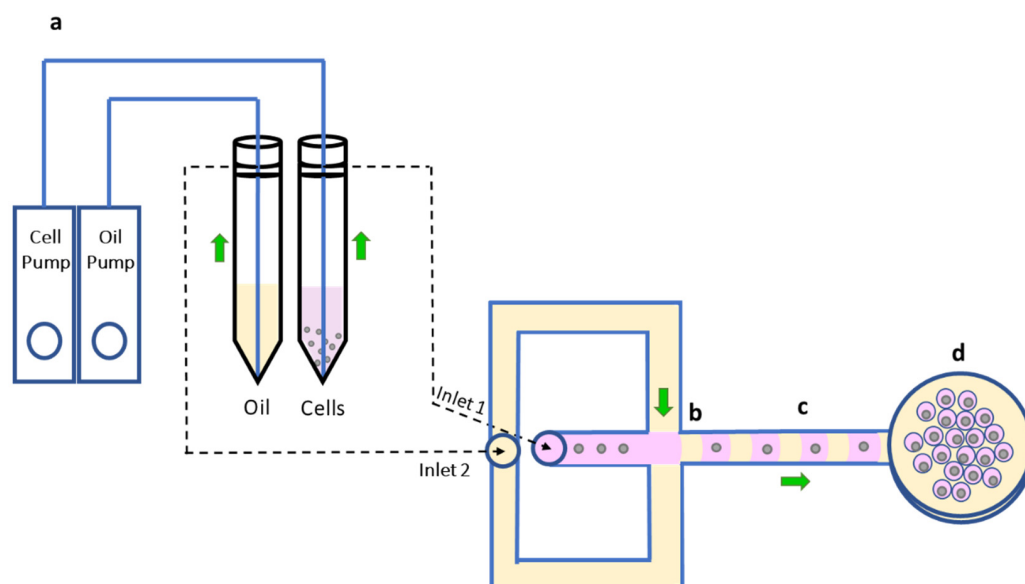 a
Cell
Pump
Oil
Pump
Oil
Cells
Inlet 1
Inlet 2
b
c
d